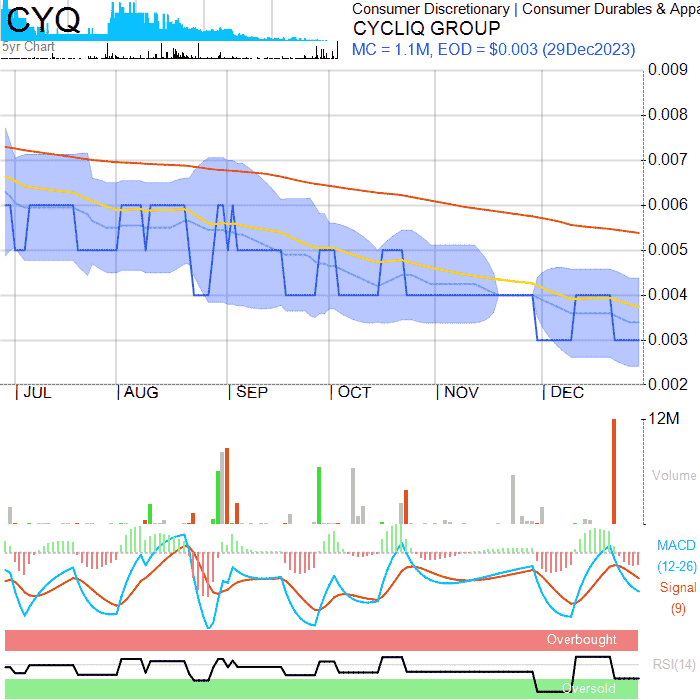 CYQ
5yr Chart
Consumer Discretionary | Consumer Durables & Appa
CYCLIQ GROUP
MC = 1.1M, EOD = $0.003 (29Dec2023)
0.009
0.008
0.007
0.006
0.005
0.004
0.003
0.002
JUL AUG SEP OCT NOV DEC
12M
Volume
MACD
(12-26)
Signal
(9)
Overbought
RSI(14)
Oversold